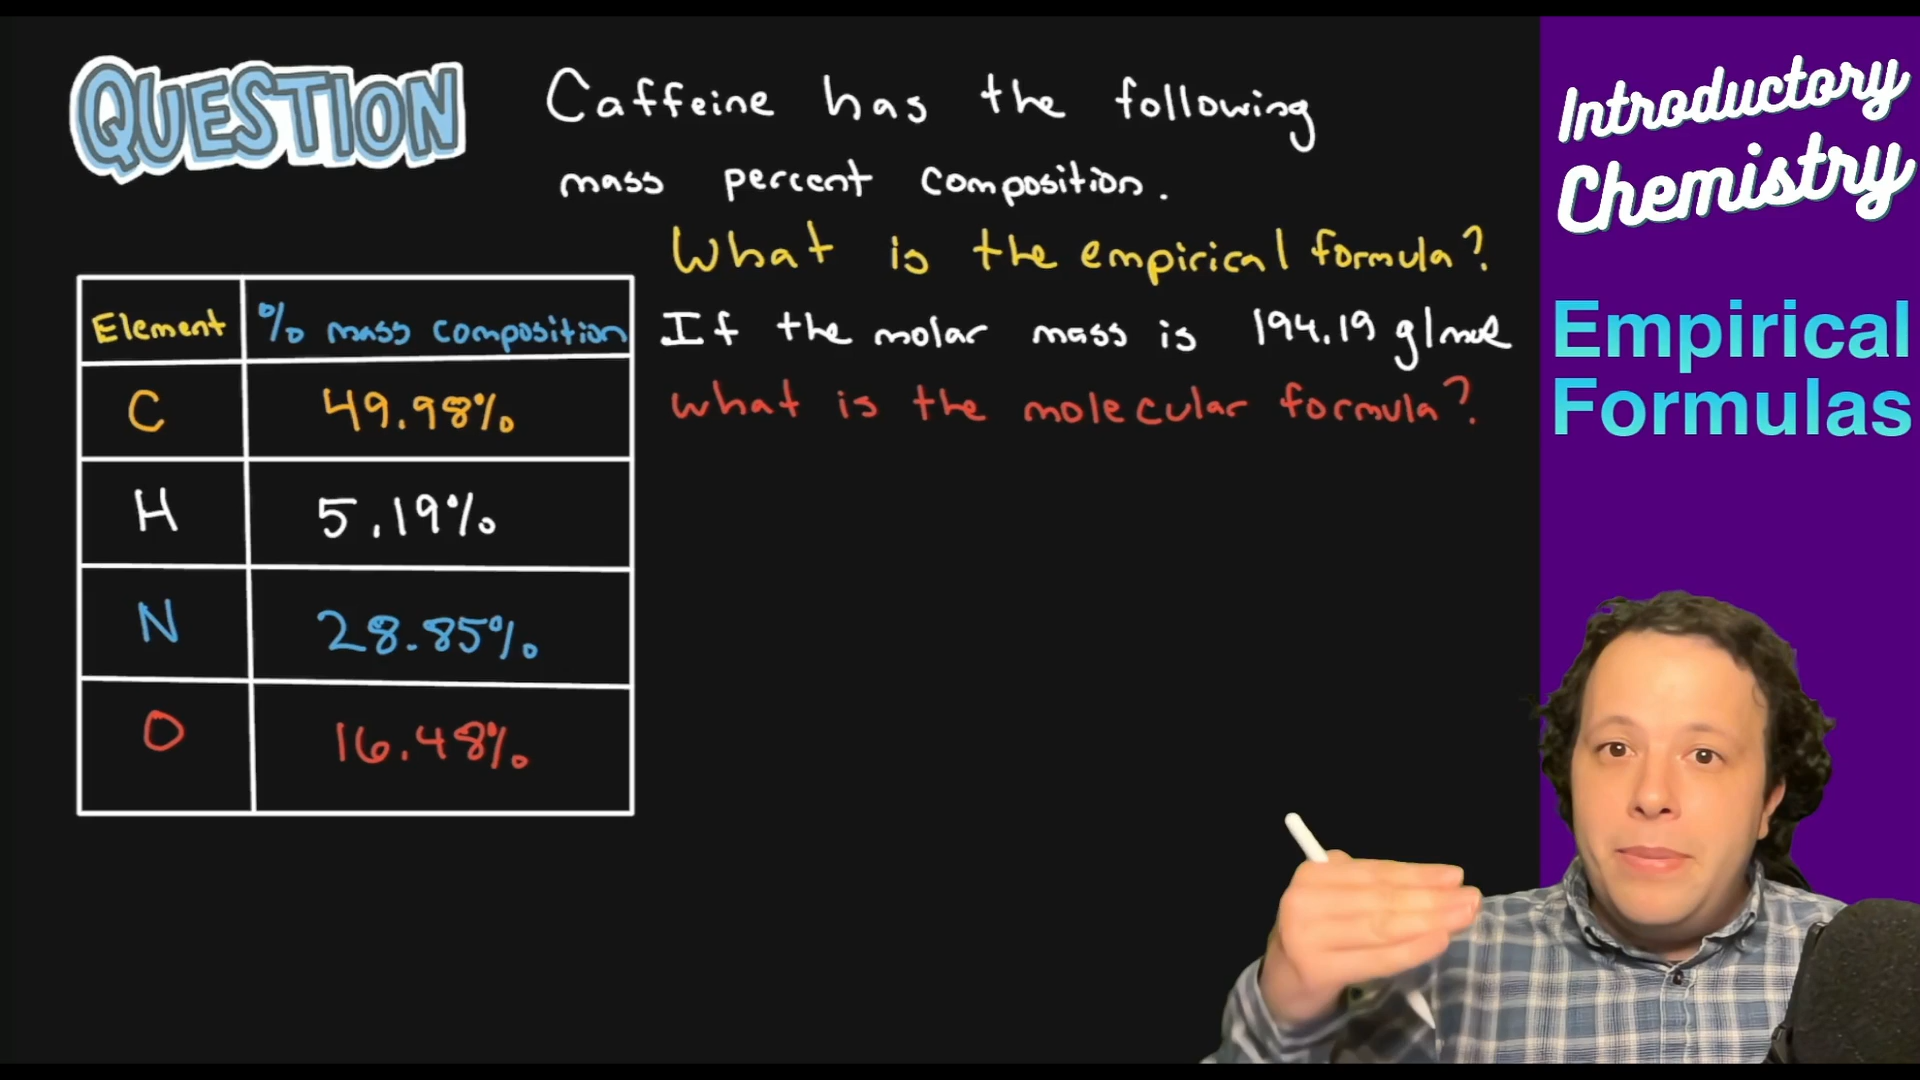 QUESTION
Caffeine has the following
mass percent composition.
What is the empirical formula?
If the molar mass is 194.19 g/mol
what is the molecular formula?
Element % mass composition
C 49.98%
H 5.19%
N 28.85%
O 16.48%
Introductory
Chemistry
Empirical
Formulas